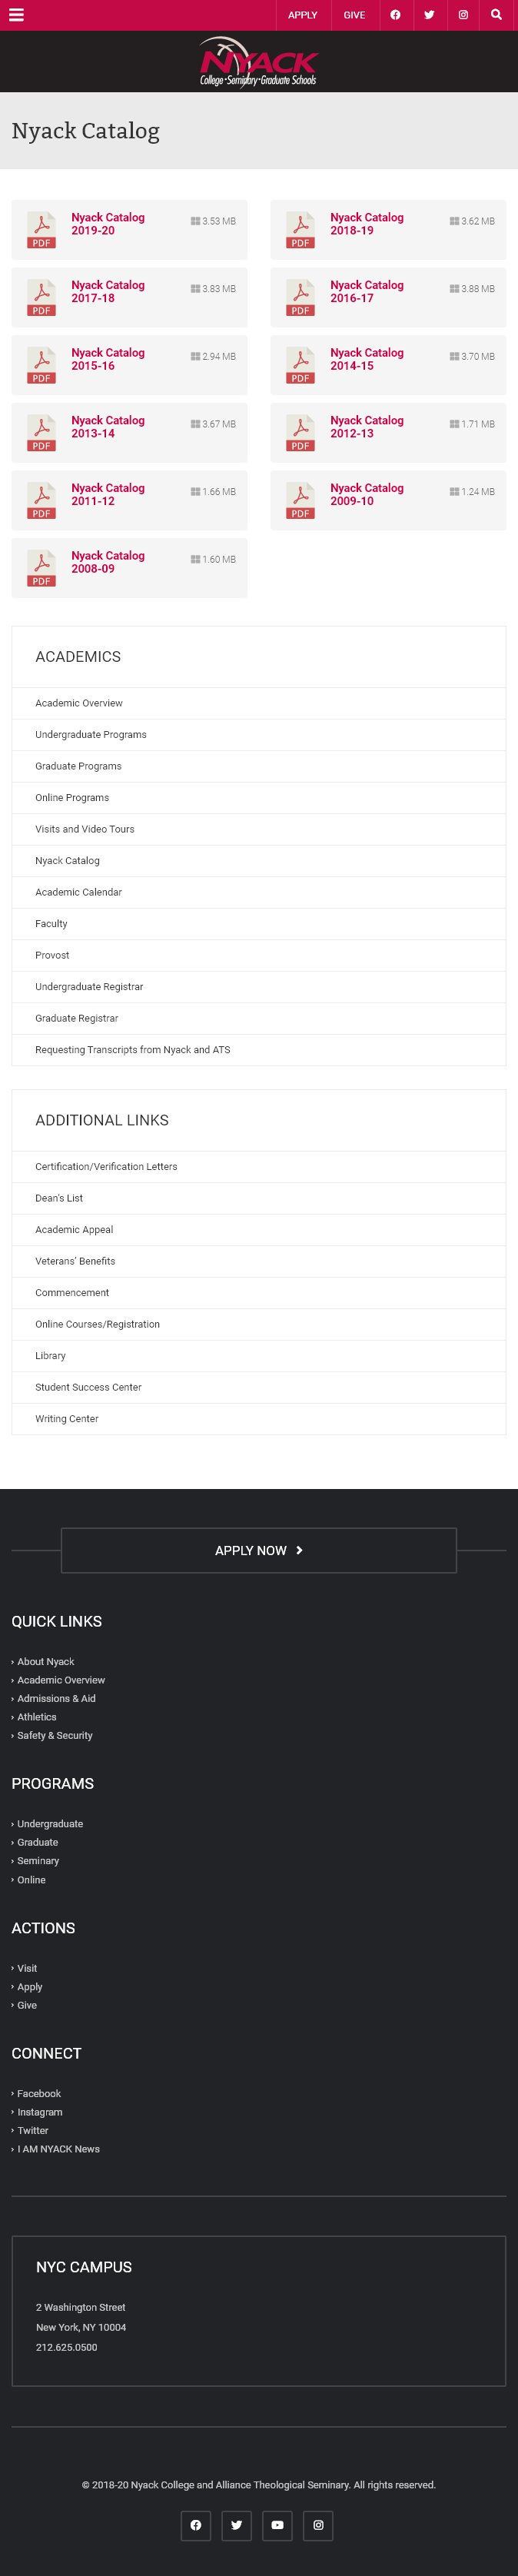 APPLY GIVE
NYACK
College•Seminary•Graduate Schools
Nyack Catalog
PDF Nyack Catalog 2019-20 3.53 MB
PDF Nyack Catalog 2018-19 3.62 MB
PDF Nyack Catalog 2017-18 3.83 MB
PDF Nyack Catalog 2016-17 3.88 MB
PDF Nyack Catalog 2015-16 2.94 MB
PDF Nyack Catalog 2014-15 3.70 MB
PDF Nyack Catalog 2013-14 3.67 MB
PDF Nyack Catalog 2012-13 1.71 MB
PDF Nyack Catalog 2011-12 1.66 MB
PDF Nyack Catalog 2009-10 1.24 MB
PDF Nyack Catalog 2008-09 1.60 MB
ACADEMICS
Academic Overview
Undergraduate Programs
Graduate Programs
Online Programs
Visits and Video Tours
Nyack Catalog
Academic Calendar
Faculty
Provost
Undergraduate Registrar
Graduate Registrar
Requesting Transcripts from Nyack and ATS
ADDITIONAL LINKS
Certification/Verification Letters
Dean's List
Academic Appeal
Veterans' Benefits
Commencement
Online Courses/Registration
Library
Student Success Center
Writing Center
APPLY NOW
QUICK LINKS
About Nyack
Academic Overview
Admissions & Aid
Athletics
Safety & Security
PROGRAMS
Undergraduate
Graduate
Seminary
Online
ACTIONS
Visit
Apply
Give
CONNECT
Facebook
Instagram
Twitter
I AM NYACK News
NYC CAMPUS
2 Washington Street
New York, NY 10004
212.625.0500
© 2018-20 Nyack College and Alliance Theological Seminary. All rights reserved.